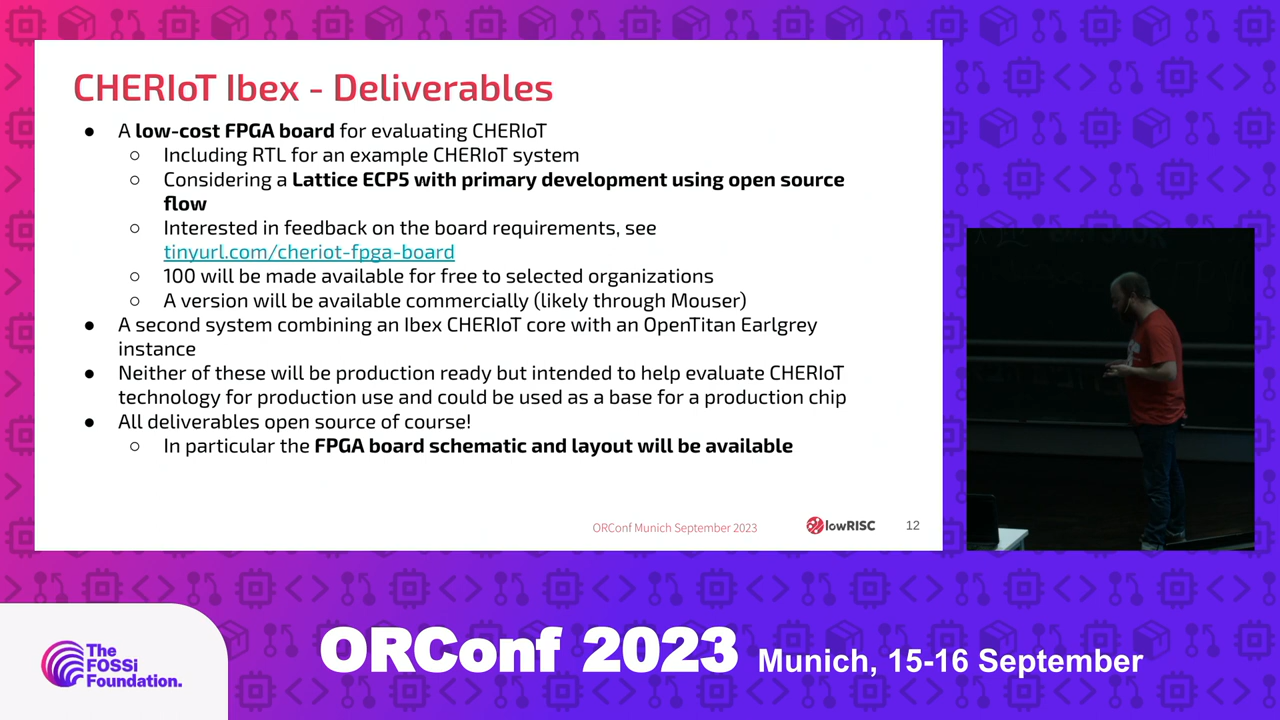 CHERIoT Ibex - Deliverables
● A low-cost FPGA board for evaluating CHERIoT
○ Including RTL for an example CHERIoT system
○ Considering a Lattice ECP5 with primary development using open source
flow
○ Interested in feedback on the board requirements, see
tinyurl.com/cheriot-fpga-board
○ 100 will be made available for free to selected organizations
○ A version will be available commercially (likely through Mouser)
● A second system combining an Ibex CHERIoT core with an OpenTitan Earlgrey
instance
● Neither of these will be production ready but intended to help evaluate CHERIoT
technology for production use and could be used as a base for a production chip
● All deliverables open source of course!
○ In particular the FPGA board schematic and layout will be available
ORConf Munich September 2023
lowRISC
12
The
FOSSi
Foundation.
ORConf 2023 Munich, 15-16 September